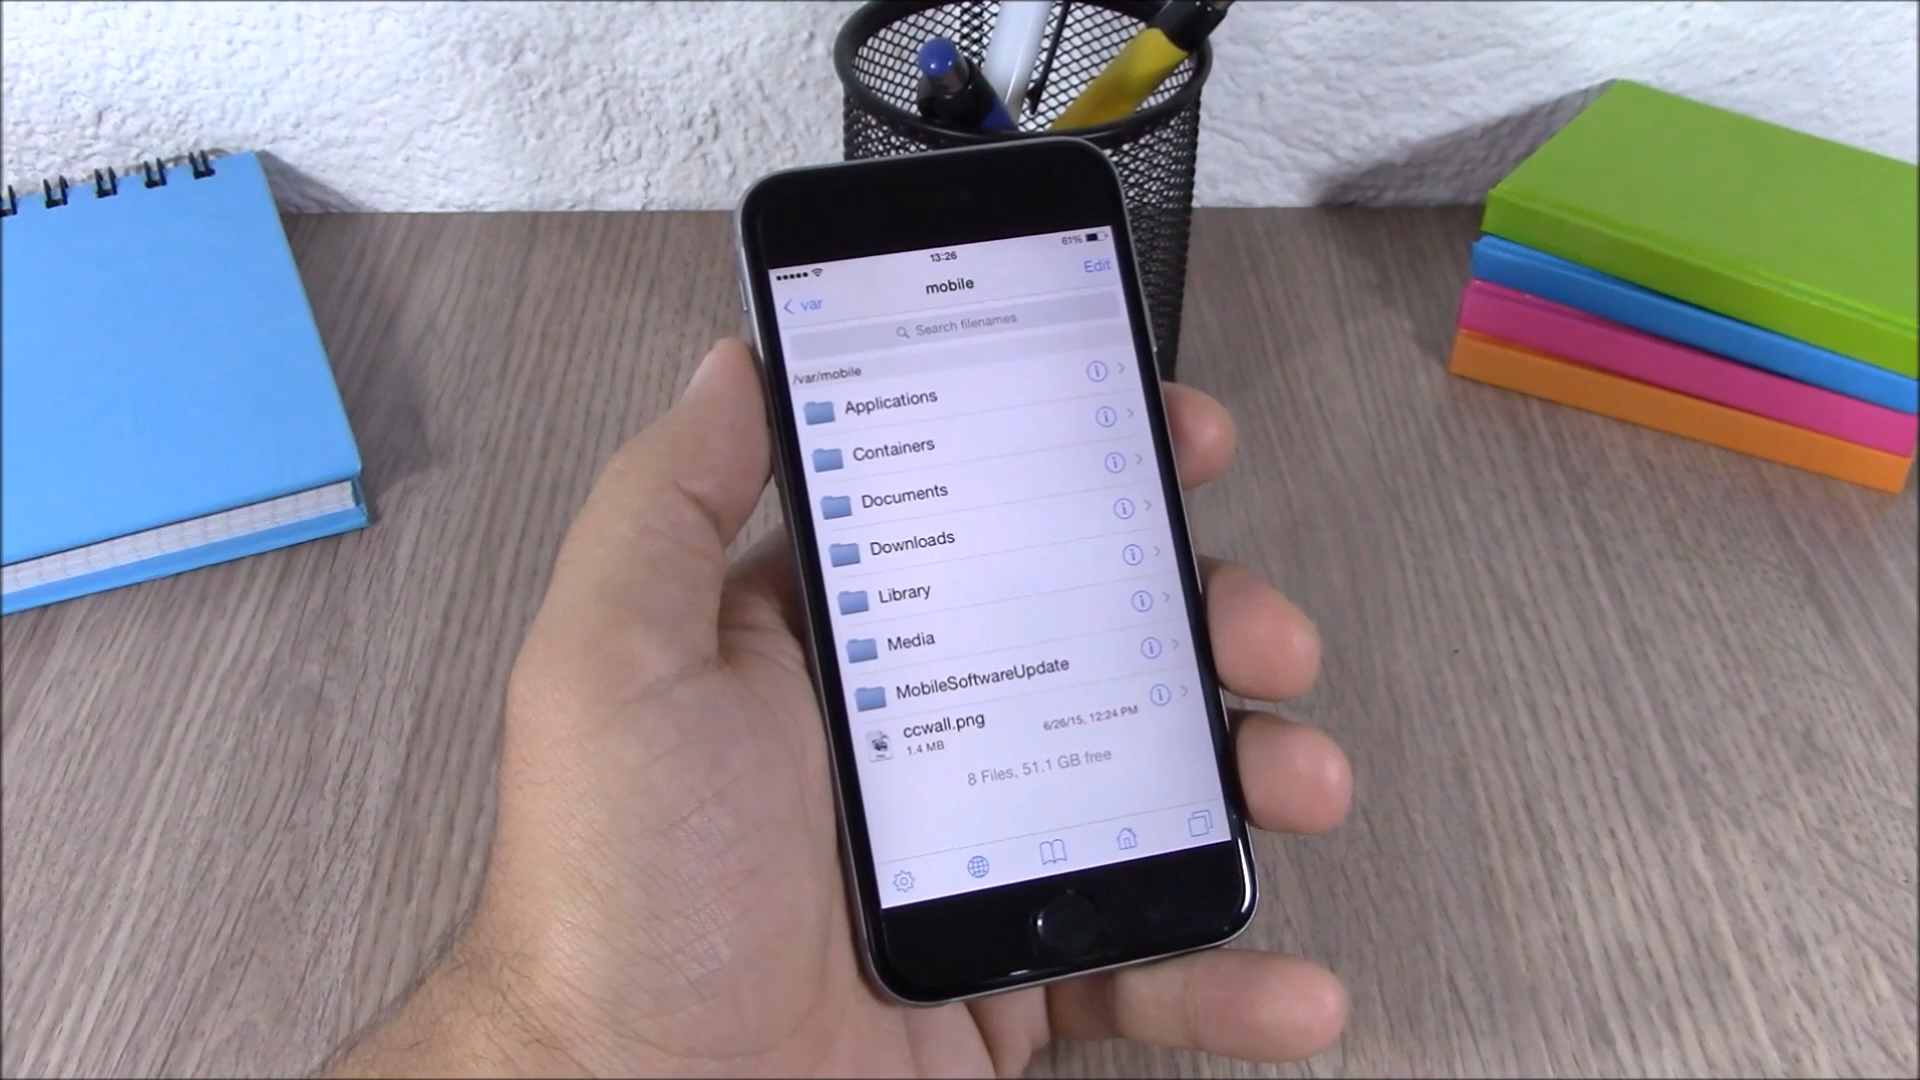 13:26
61%
var
mobile
Edit
Search filenames
/var/mobile
Applications
Containers
Documents
Downloads
Library
Media
MobileSoftwareUpdate
ccwall.png
1.4 MB
6/26/15, 12:24 PM
8 Files, 51.1 GB free